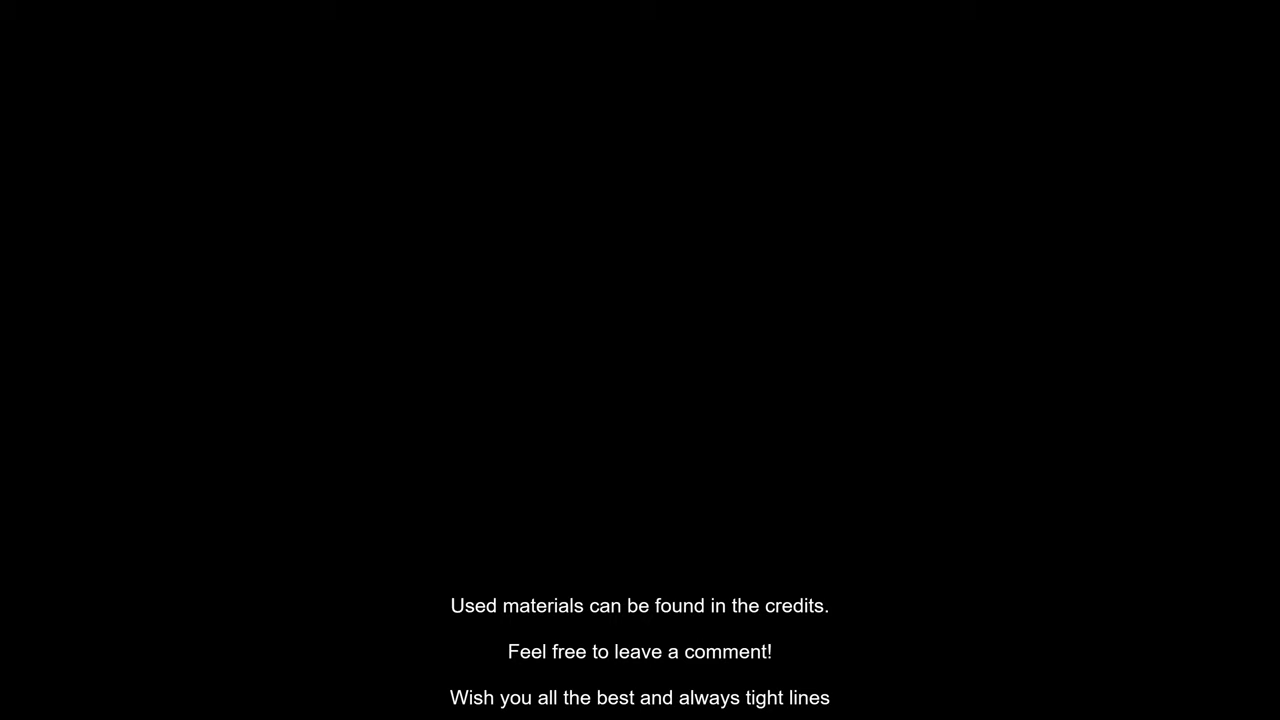 Used materials can be found in the credits.
Feel free to leave a comment!
Wish you all the best and always tight lines